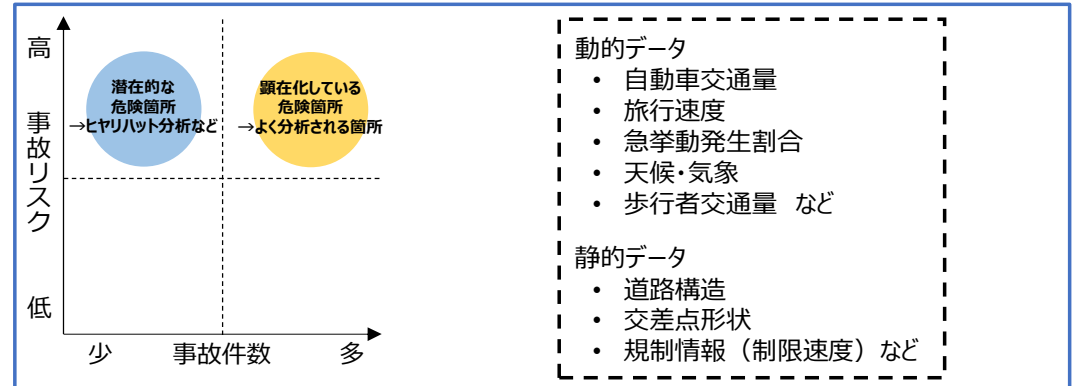 高
事故リスク
低
潜在的な
危険箇所
→ヒヤリハット分析など
顕在化している
危険箇所
→よく分析される箇所
少
事故件数
多
動的データ
• 自動車交通量
• 旅行速度
• 急挙動発生割合
• 天候・気象
• 歩行者交通量 など
静的データ
• 道路構造
• 交差点形状
• 規制情報（制限速度）など